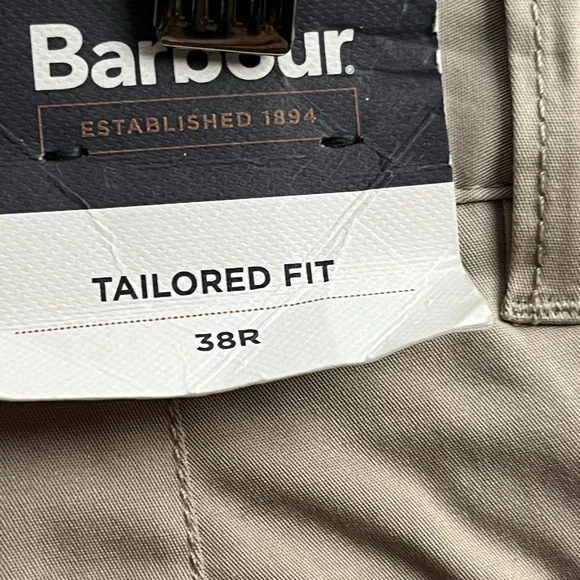 Barbour.
ESTABLISHED 1894
TAILORED FIT
38R